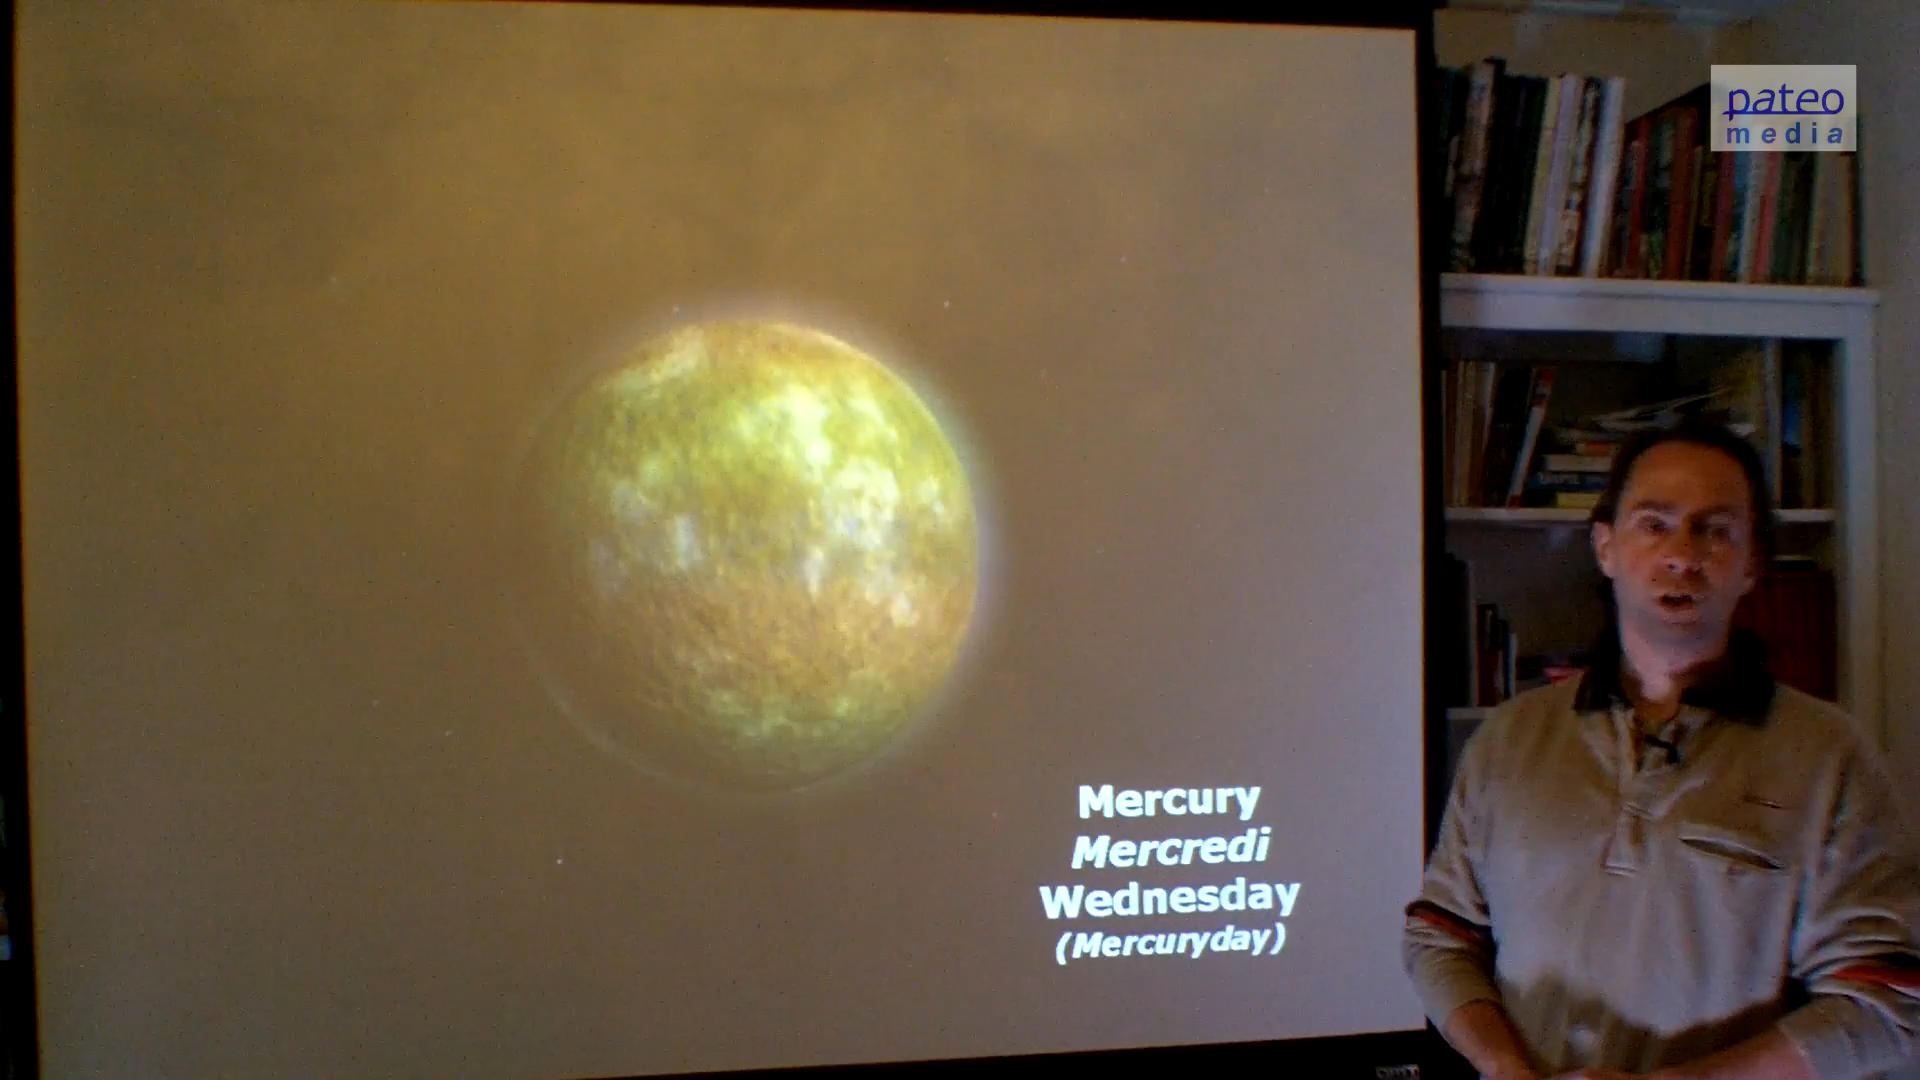 pateo
media
Mercury
Mercredi
Wednesday
(Mercuryday)